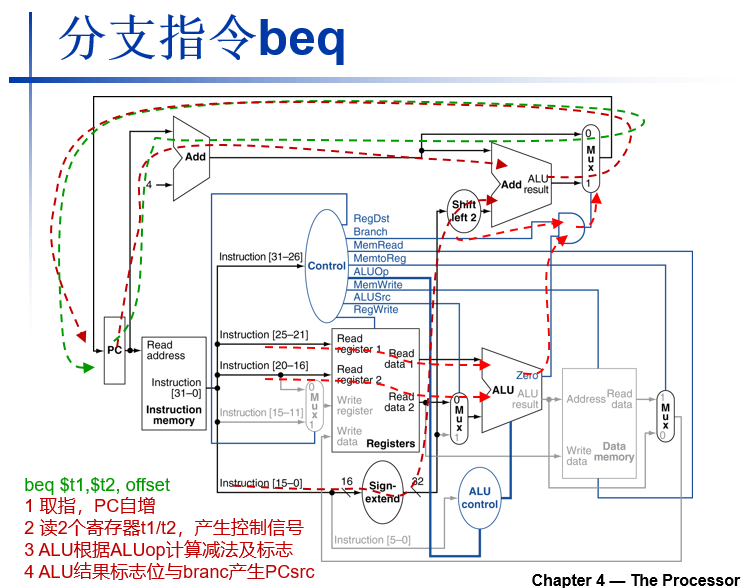 分支指令beq
Add
4
PC
Read
address
Instruction
[31–0]
Instruction
memory
Instruction [31–26]
Control
RegDst
Branch
MemRead
MemtoReg
ALUOp
MemWrite
ALUSrc
RegWrite
Shift
left 2
Add
ALU
result
0
M
u
x
1
Instruction [25–21]
Instruction [20–16]
Instruction [15–11]
0
M
u
x
1
Read
register 1
Read
register 2
Write
register
Write
data
Read
data 1
Read
data 2
Registers
0
M
u
x
1
Zero
ALU
ALU
result
Address
Read
data
Write
data
Data
memory
1
M
u
x
0
Instruction [15–0]
16
Sign-
extend
32
ALU
control
Instruction [5–0]
beq $t1,$t2, offset
1 取指，PC自增
2 读2个寄存器t1/t2，产生控制信号
3 ALU根据ALUop计算减法及标志
4 ALU结果标志位与branc产生PCsrc
Chapter 4 — The Processor